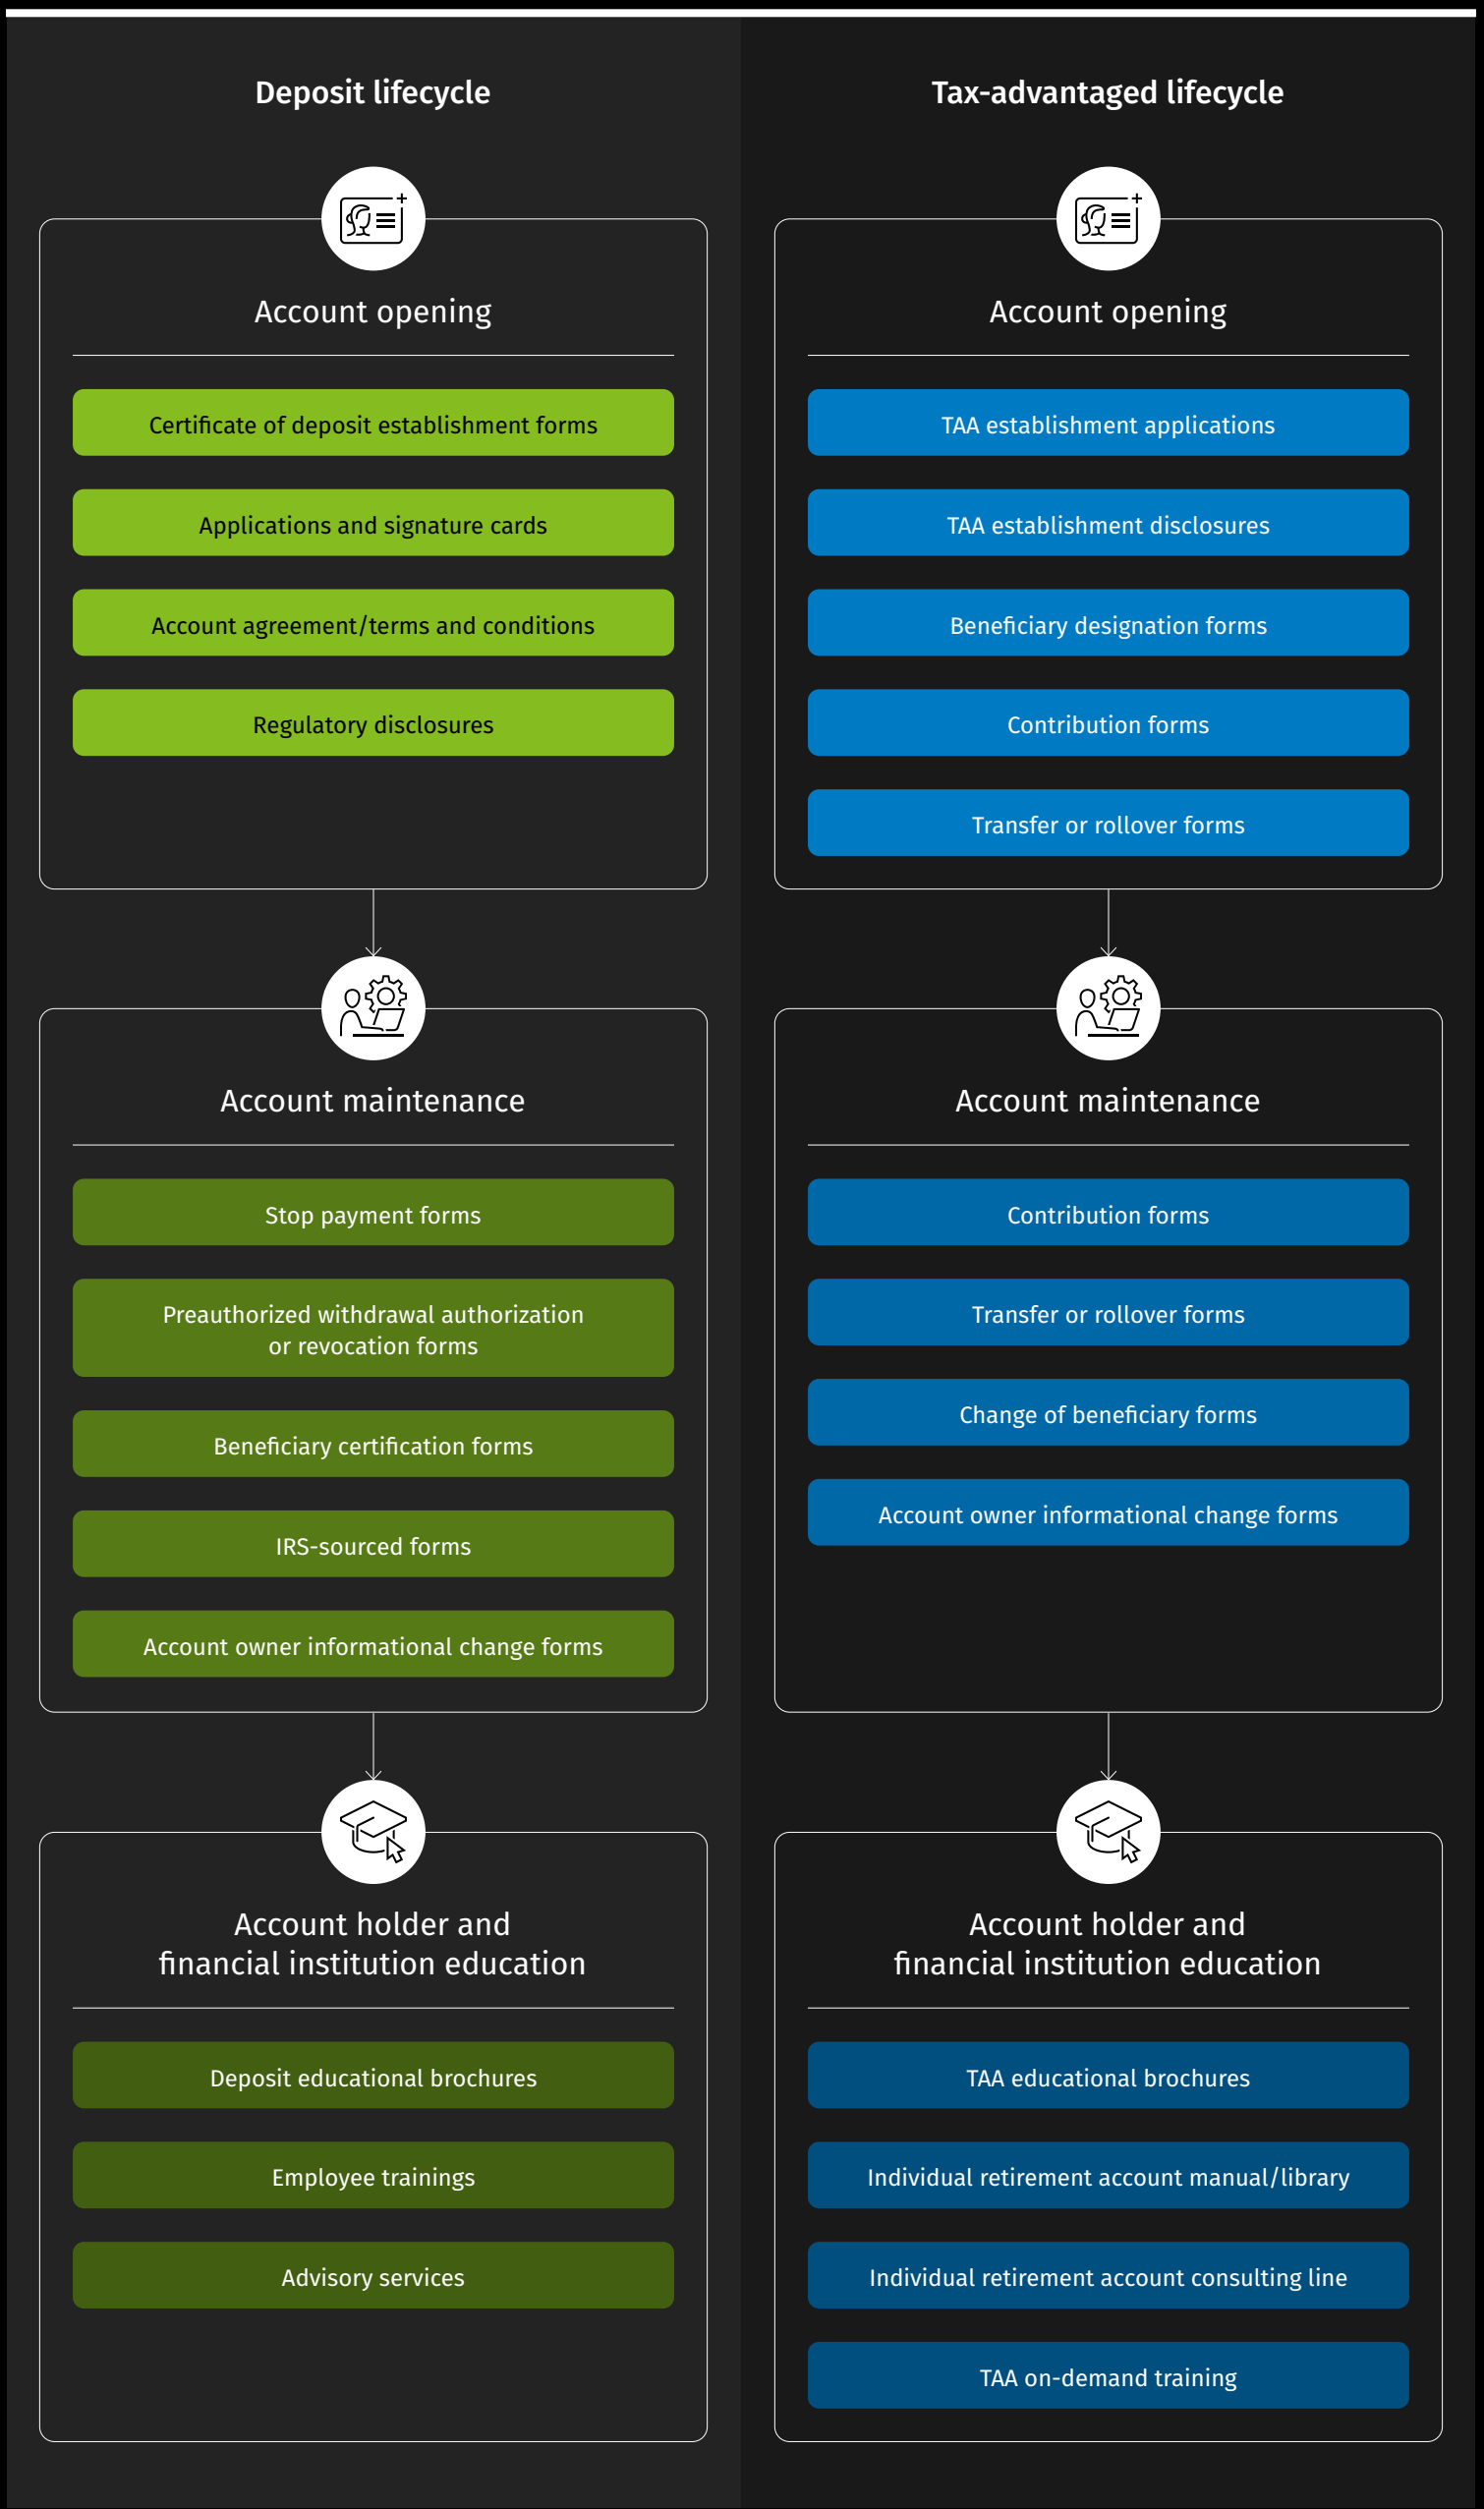 Deposit lifecycle
Account opening
Certificate of deposit establishment forms
Applications and signature cards
Account agreement/terms and conditions
Regulatory disclosures
Account maintenance
Stop payment forms
Preauthorized withdrawal authorization
or revocation forms
Beneficiary certification forms
IRS-sourced forms
Account owner informational change forms
Account holder and
financial institution education
Deposit educational brochures
Employee trainings
Advisory services
Tax-advantaged lifecycle
Account opening
TAA establishment applications
TAA establishment disclosures
Beneficiary designation forms
Contribution forms
Transfer or rollover forms
Account maintenance
Contribution forms
Transfer or rollover forms
Change of beneficiary forms
Account owner informational change forms
Account holder and
financial institution education
TAA educational brochures
Individual retirement account manual/library
Individual retirement account consulting line
TAA on-demand training